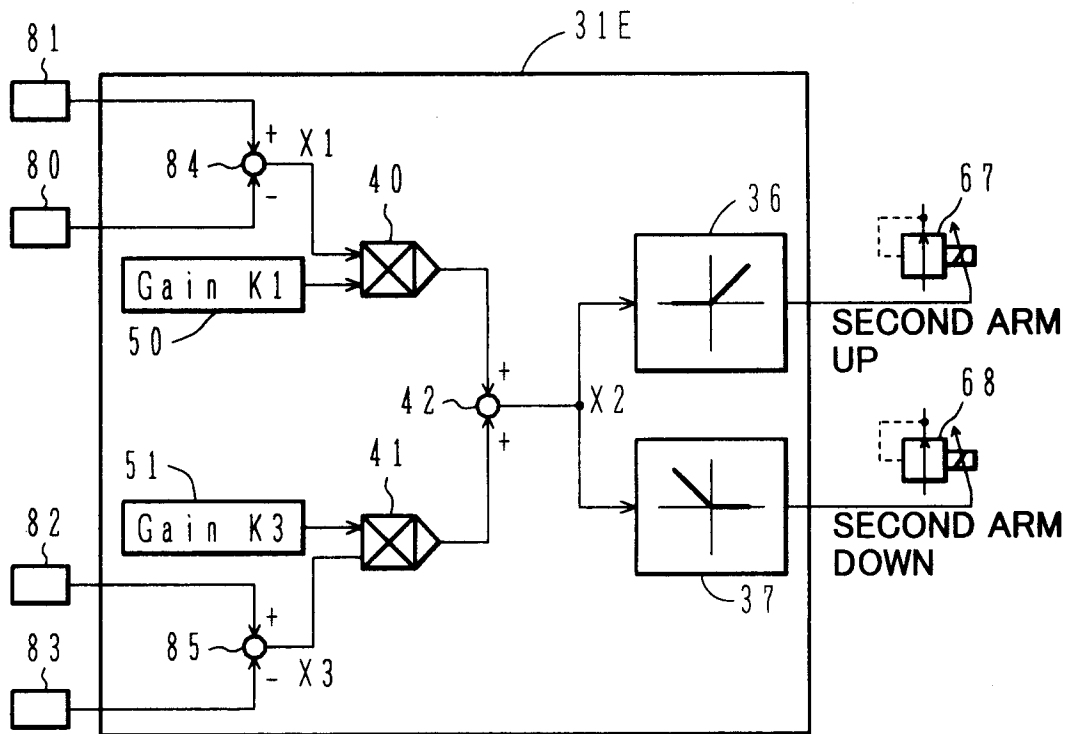 81
31E
80
84
+
X1
-
40
36
67
Gain K1
50
SECOND ARM
UP
+
42
X2
+
68
51
41
Gain K3
82
SECOND ARM
DOWN
+
85
37
83
-
X3